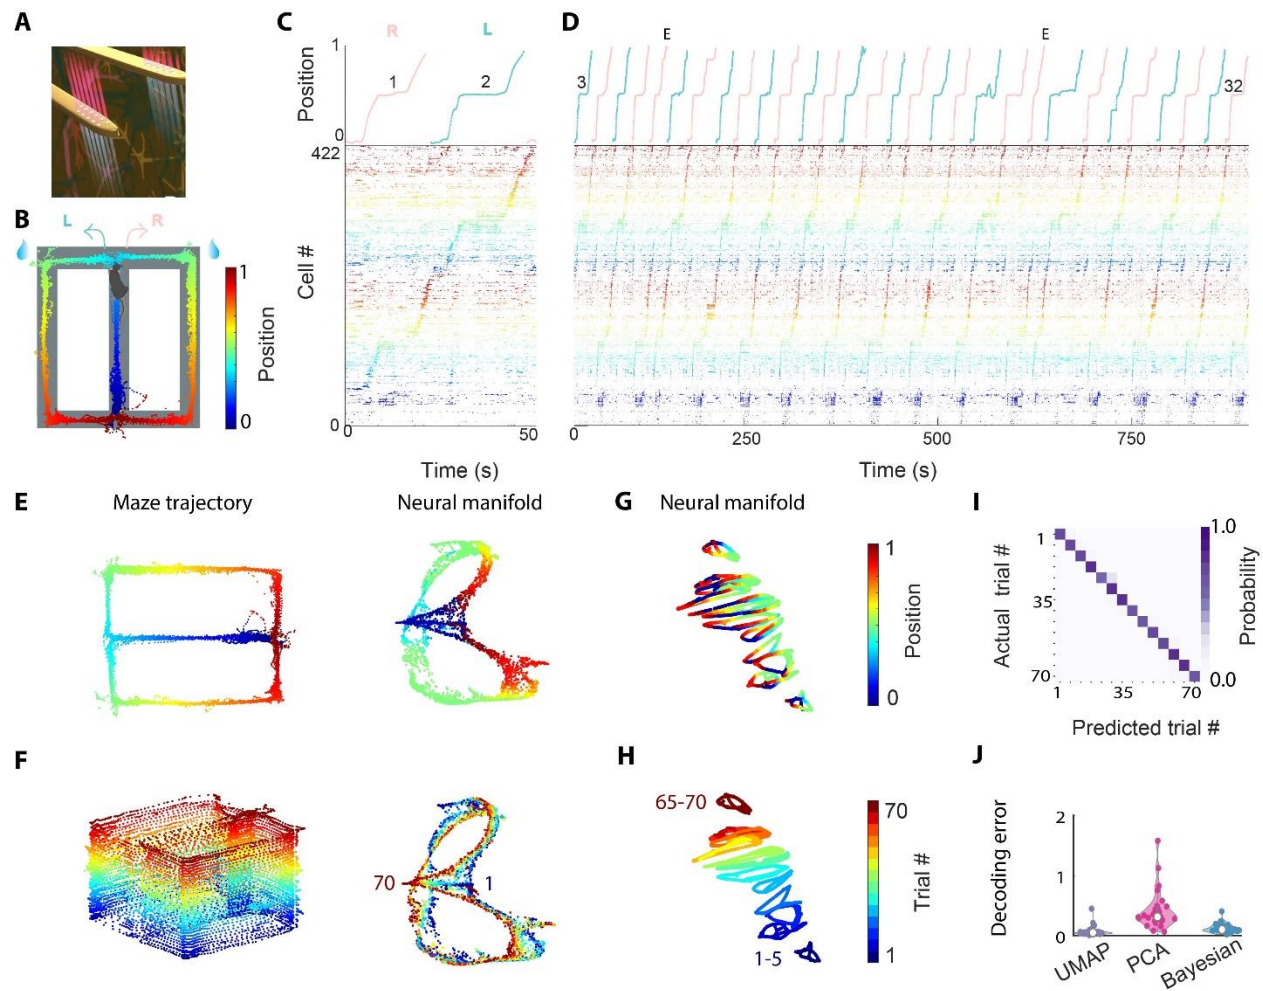 A
B
L
R
1
0
Position
C
R
L
1
2
1
0
Position
422
0
Cell #
0
50
Time (s)
D
E
E
3
32
0
250
500
750
Time (s)
E
Maze trajectory
Neural manifold
G
Neural manifold
1
0
Position
I
1
35
70
Actual trial #
1
35
70
Predicted trial #
1.0
0.0
Probability
F
70
1
H
65-70
1-5
70
1
Trial #
J
Decoding error
2
1
0
UMAP
PCA
Bayesian